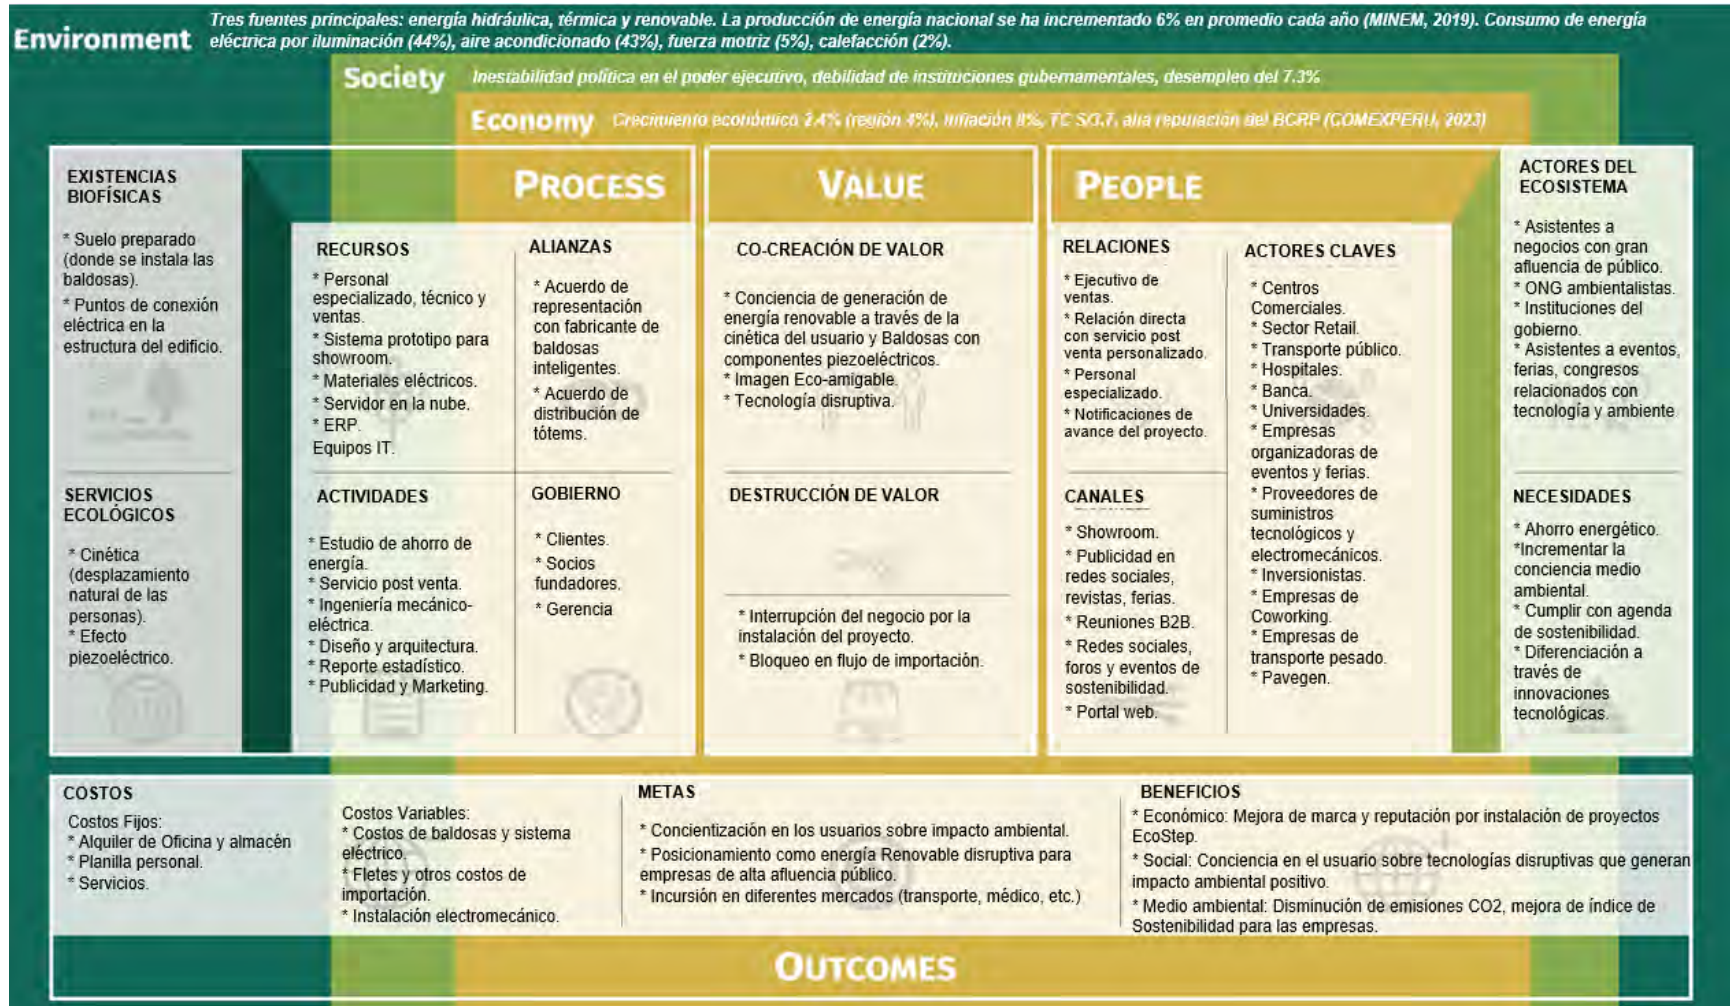 Environment
Tres fuentes principales: energía hidráulica, térmica y renovable. La producción de energía nacional se ha incrementado 6% en promedio cada año (MINEM, 2019). Consumo de energía
eléctrica por iluminación (44%), aire acondicionado (43%), fuerza motriz (5%), calefacción (2%).
Society
Inestabilidad política en el poder ejecutivo, debilidad de instituciones gubernamentales, desempleo del 7.3%
Economy
Crecimiento económico 2.4% (región 4%), Inflación 8%, TC S/3.7, alta reputación del BCRP (COMEXPERU, 2023)
EXISTENCIAS
BIOFÍSICAS
* Suelo preparado
(donde se instala las
baldosas).
* Puntos de conexión
eléctrica en la
estructura del edificio.
SERVICIOS
ECOLÓGICOS
* Cinética
(desplazamiento
natural de las
personas).
* Efecto
piezoeléctrico.
PROCESS
RECURSOS
* Personal
especializado, técnico y
ventas.
* Sistema prototipo para
showroom.
* Materiales eléctricos.
* Servidor en la nube.
* ERP.
Equipos IT.
ALIANZAS
* Acuerdo de
representación
con fabricante de
baldosas
inteligentes.
* Acuerdo de
distribución de
tótems.
ACTIVIDADES
* Estudio de ahorro de
energía.
* Servicio post venta.
* Ingeniería mecánico-
eléctrica.
* Diseño y arquitectura.
* Reporte estadístico.
* Publicidad y Marketing.
GOBIERNO
* Clientes.
* Socios
fundadores.
* Gerencia
VALUE
CO-CREACIÓN DE VALOR
* Conciencia de generación de
energía renovable a través de la
cinética del usuario y Baldosas con
componentes piezoeléctricos.
* Imagen Eco-amigable.
* Tecnología disruptiva.
DESTRUCCIÓN DE VALOR
* Interrupción del negocio por la
instalación del proyecto.
* Bloqueo en flujo de importación.
PEOPLE
RELACIONES
* Ejecutivo de
ventas.
* Relación directa
con servicio post
venta personalizado.
* Personal
especializado.
* Notificaciones de
avance del proyecto.
CANALES
* Showroom.
* Publicidad en
redes sociales,
revistas, ferias.
* Reuniones B2B.
* Redes sociales,
foros y eventos de
sostenibilidad.
* Portal web.
ACTORES CLAVES
* Centros
Comerciales.
* Sector Retail.
* Transporte público.
* Hospitales.
* Banca.
* Universidades.
* Empresas
organizadoras de
eventos y ferias.
* Proveedores de
suministros
tecnológicos y
electromecánicos.
* Inversionistas.
* Empresas de
Coworking.
* Empresas de
transporte pesado.
* Pavegen.
ACTORES DEL
ECOSISTEMA
* Asistentes a
negocios con gran
afluencia de público.
* ONG ambientalistas.
* Instituciones del
gobierno.
* Asistentes a eventos,
ferias, congresos
relacionados con
tecnología y ambiente
NECESIDADES
* Ahorro energético.
*Incrementar la
conciencia medio
ambiental.
* Cumplir con agenda
de sostenibilidad.
* Diferenciación a
través de
innovaciones
tecnológicas.
COSTOS
Costos Fijos:
* Alquiler de Oficina y almacén
* Planilla personal.
* Servicios.
Costos Variables:
* Costos de baldosas y sistema
eléctrico.
* Fletes y otros costos de
importación.
* Instalación electromecánico.
METAS
* Concientización en los usuarios sobre impacto ambiental.
* Posicionamiento como energía Renovable disruptiva para
empresas de alta afluencia público.
* Incursión en diferentes mercados (transporte, médico, etc.)
BENEFICIOS
* Económico: Mejora de marca y reputación por instalación de proyectos
EcoStep.
* Social: Conciencia en el usuario sobre tecnologías disruptivas que generan
impacto ambiental positivo.
* Medio ambiental: Disminución de emisiones CO2, mejora de índice de
Sostenibilidad para las empresas.
OUTCOMES